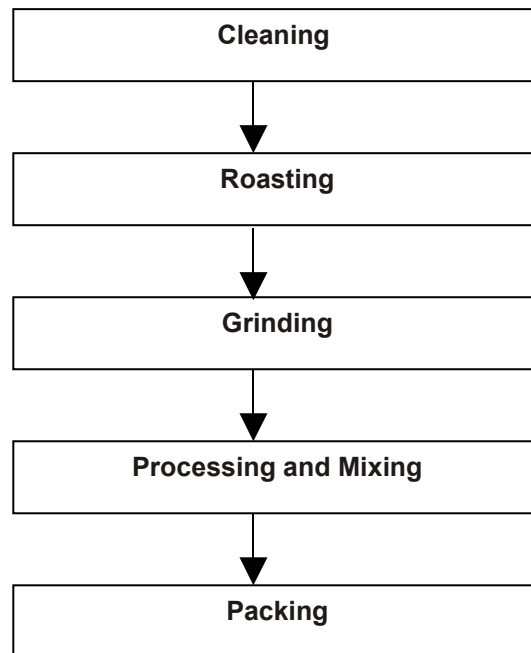 Cleaning
Roasting
Grinding
Processing and Mixing
Packing